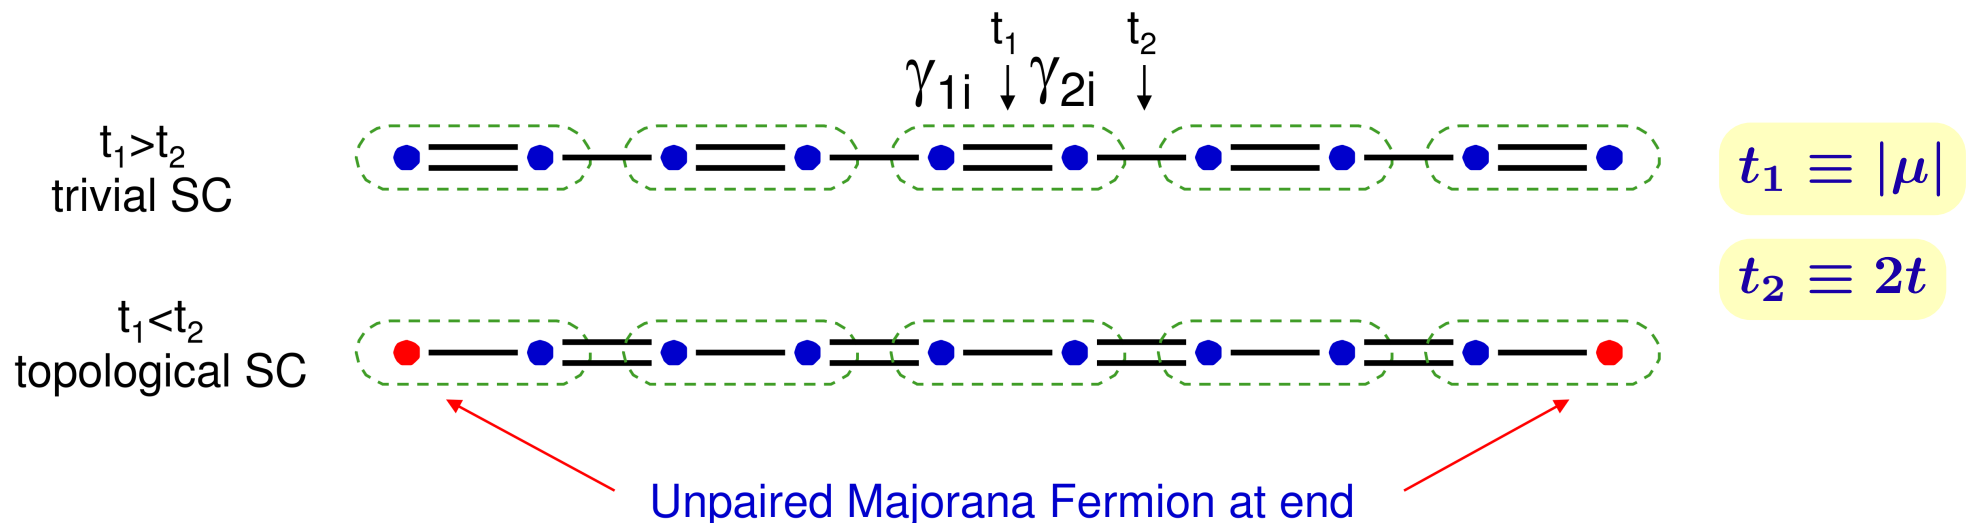 t₁ t₂
γ₁ᵢ γ₂ᵢ
t₁>t₂
trivial SC
t₁ ≡ |μ|
t₂ ≡ 2t
t₁<t₂
topological SC
Unpaired Majorana Fermion at end